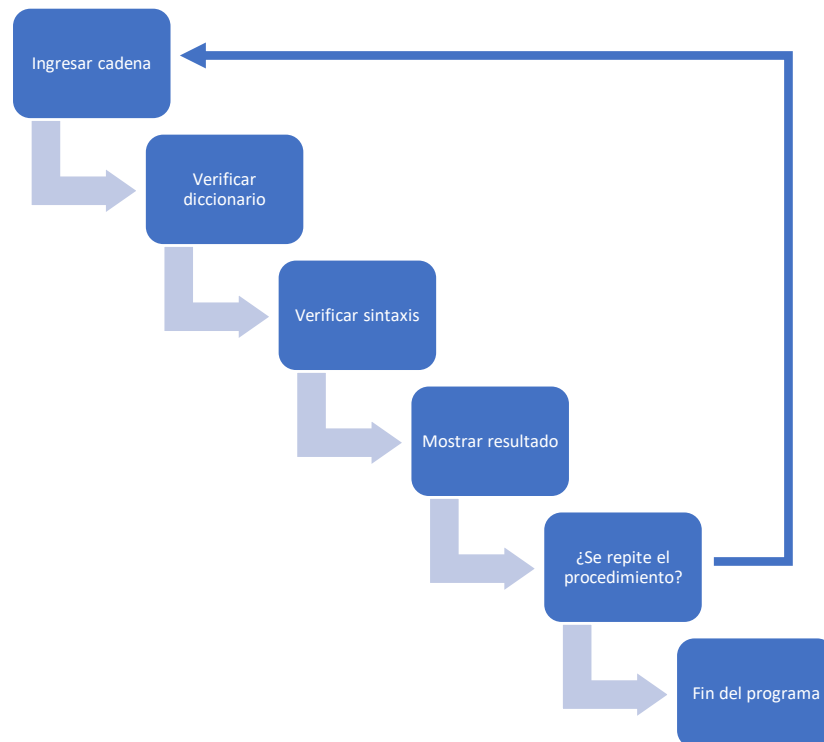 Ingresar cadena
Verificar
diccionario
Verificar sintaxis
Mostrar resultado
¿Se repite el
procedimiento?
Fin del programa